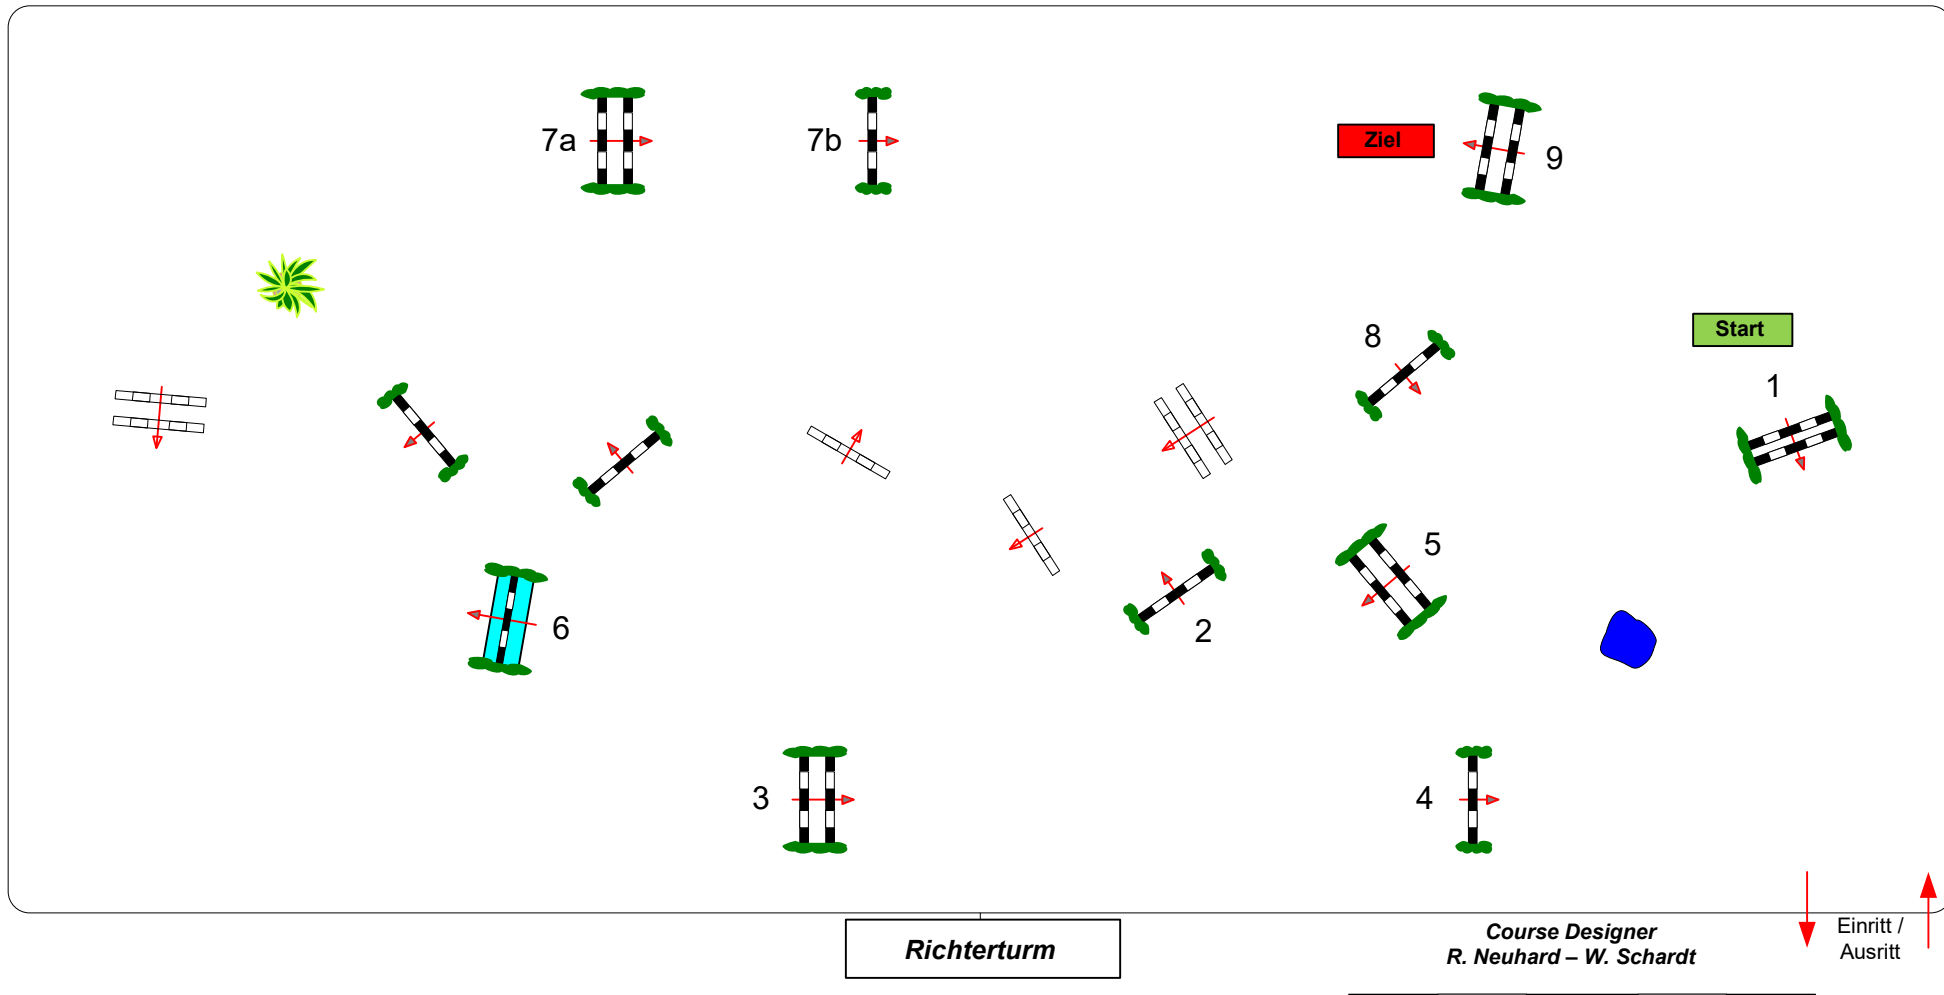 7a
7b
Ziel
9
8
Start
1
5
6
2
3
4
Richterturm
Course Designer
R. Neuhard – W. Schardt
Einritt /
Ausritt